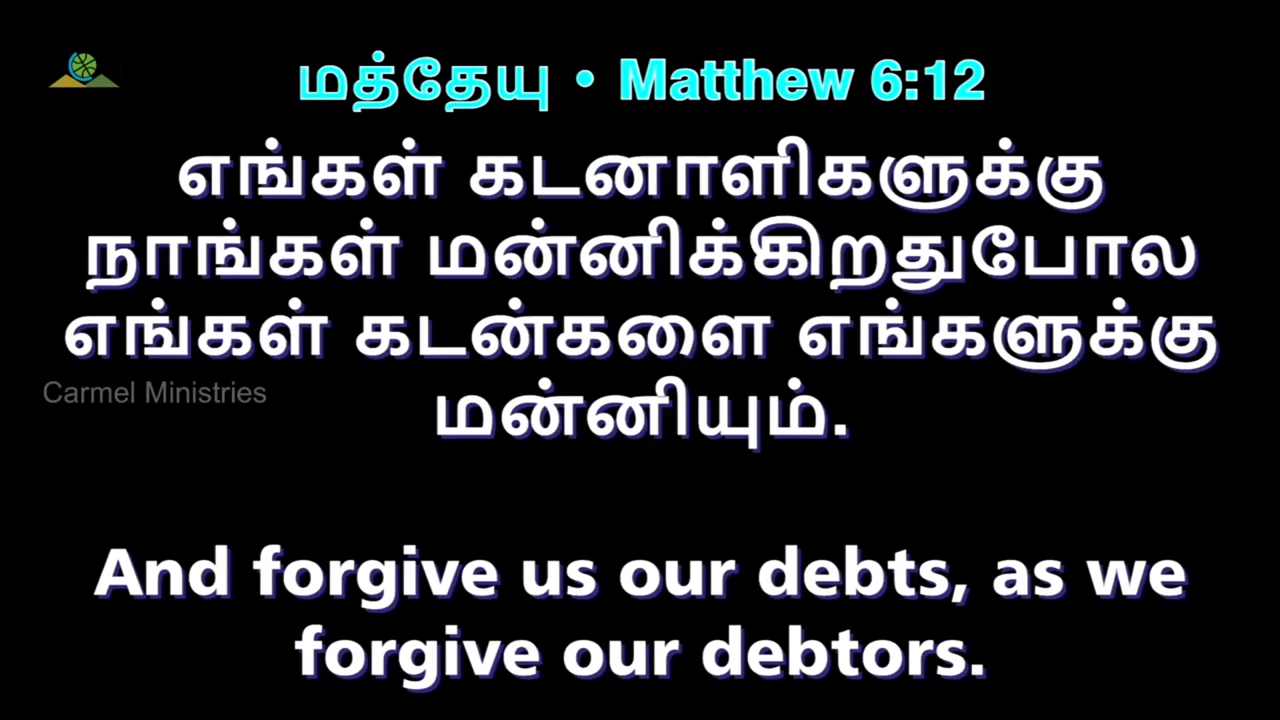 மத்தேயு • Matthew 6:12
எங்கள் கடனாளிகளுக்கு
நாங்கள் மன்னிக்கிறதுபோல
எங்கள் கடன்களை எங்களுக்கு
Carmel Ministries
மன்னியும்.
And forgive us our debts, as we
forgive our debtors.